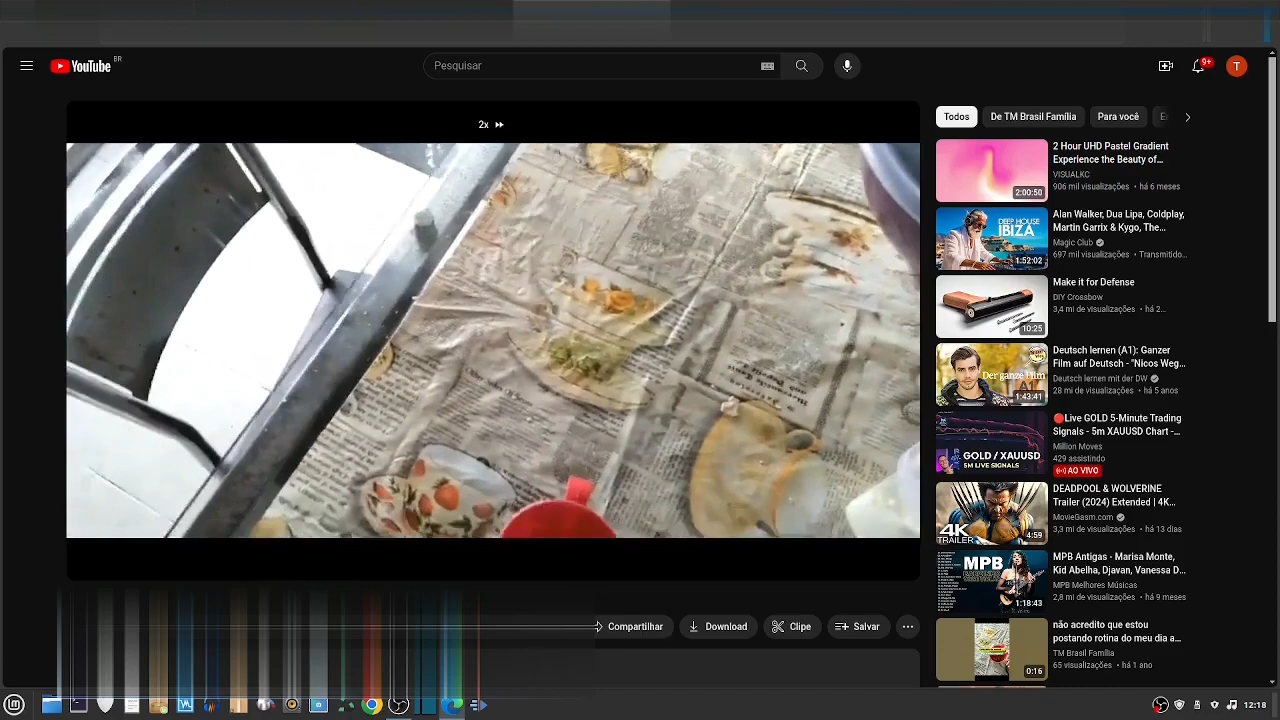 YouTube BR
Pesquisar
9+
T
2x
Todos
De TM Brasil Família
Para você
2 Hour UHD Pastel Gradient
Experience the Beauty of…
VISUALKC
906 mil visualizações • há 6 meses
2:00:50
DEEP HOUSE
IBIZA
1:52:02
Alan Walker, Dua Lipa, Coldplay,
Martin Garrix & Kygo, The…
Magic Club
697 mil visualizações • Transmitido…
10:25
Make it for Defense
DIY Crossbow
3,4 mi de visualizações • há 2…
Der ganze Film
1:43:41
Deutsch lernen (A1): Ganzer
Film auf Deutsch - "Nicos Weg…
Deutsch lernen mit der DW
28 mi de visualizações • há 5 anos
GOLD / XAUUSD
5M LIVE SIGNALS
Live GOLD 5-Minute Trading
Signals - 5m XAUUSD Chart -…
Million Moves
429 assistindo
AO VIVO
4K
TRAILER
4:59
DEADPOOL & WOLVERINE
Trailer (2024) Extended | 4K…
MovieGasm.com
3,3 mi de visualizações • há 13 dias
MPB
1:18:43
MPB Antigas - Marisa Monte,
Kid Abelha, Djavan, Vanessa D…
MPB Melhores Músicas
2,8 mi de visualizações • há 9 meses
0:16
não acredito que estou
postando rotina do meu dia a…
TM Brasil Família
65 visualizações • há 1 ano
Compartilhar
Download
Clipe
Salvar
12:18